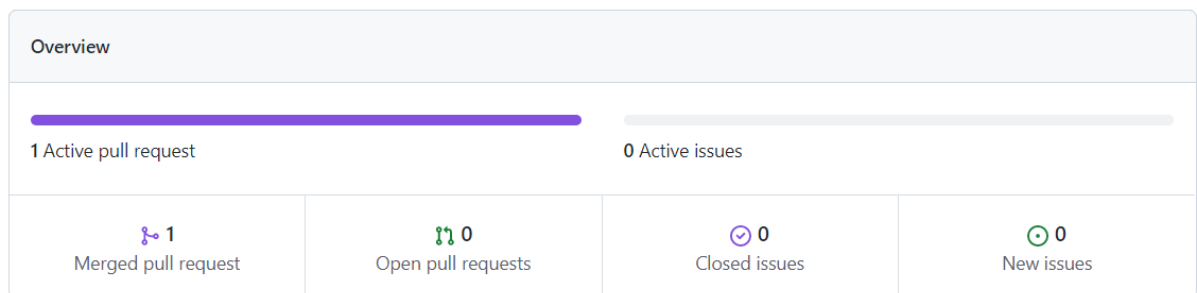 Overview
1 Active pull request
0 Active issues
1
Merged pull request
0
Open pull requests
0
Closed issues
0
New issues